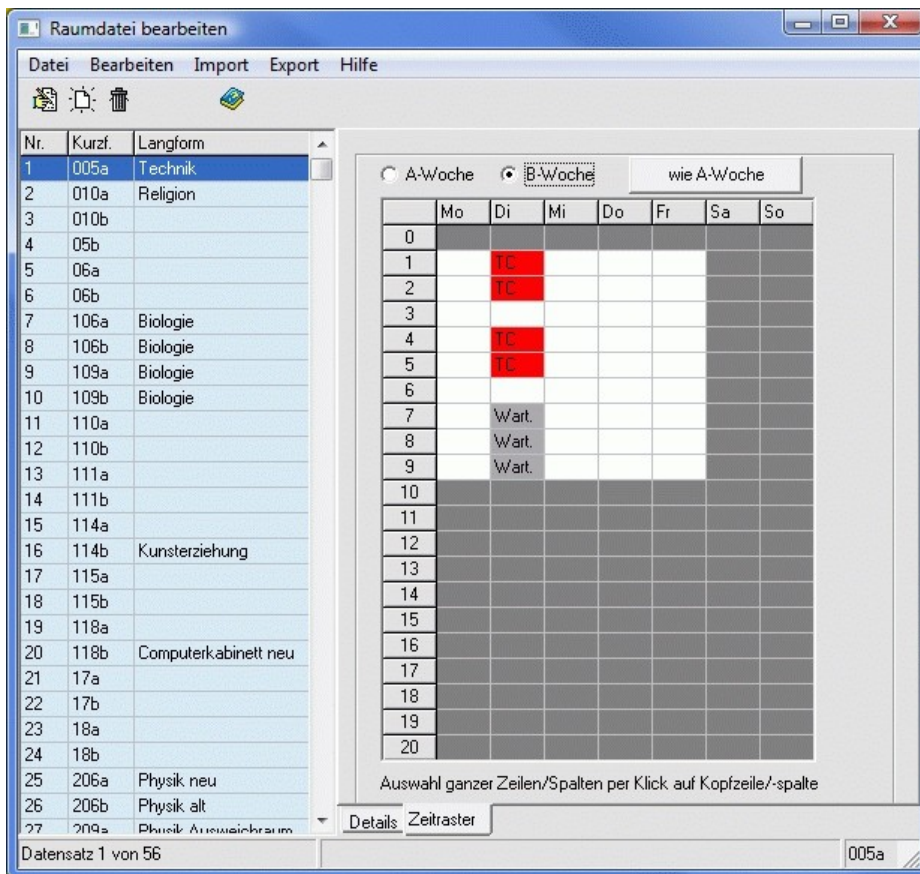 Raumdatei bearbeiten
Datei Bearbeiten Import Export Hilfe
Nr. Kurzf. Langform
1 005a Technik
2 010a Religion
3 010b
4 05b
5 06a
6 06b
7 106a Biologie
8 106b Biologie
9 109a Biologie
10 109b Biologie
11 110a
12 110b
13 111a
14 111b
15 114a
16 114b Kunsterziehung
17 115a
18 115b
19 118a
20 118b Computerkabinett neu
21 17a
22 17b
23 18a
24 18b
25 206a Physik neu
26 206b Physik alt
27 209a Physik Ausweichraum
A-Woche B-Woche wie A-Woche
Mo Di Mi Do Fr Sa So
0
1 TC
2 TC
3
4 TC
5 TC
6
7 Wart.
8 Wart.
9 Wart.
10
11
12
13
14
15
16
17
18
19
20
Auswahl ganzer Zeilen/Spalten per Klick auf Kopfzeile/-spalte
Details Zeitraster
Datensatz 1 von 56 005a